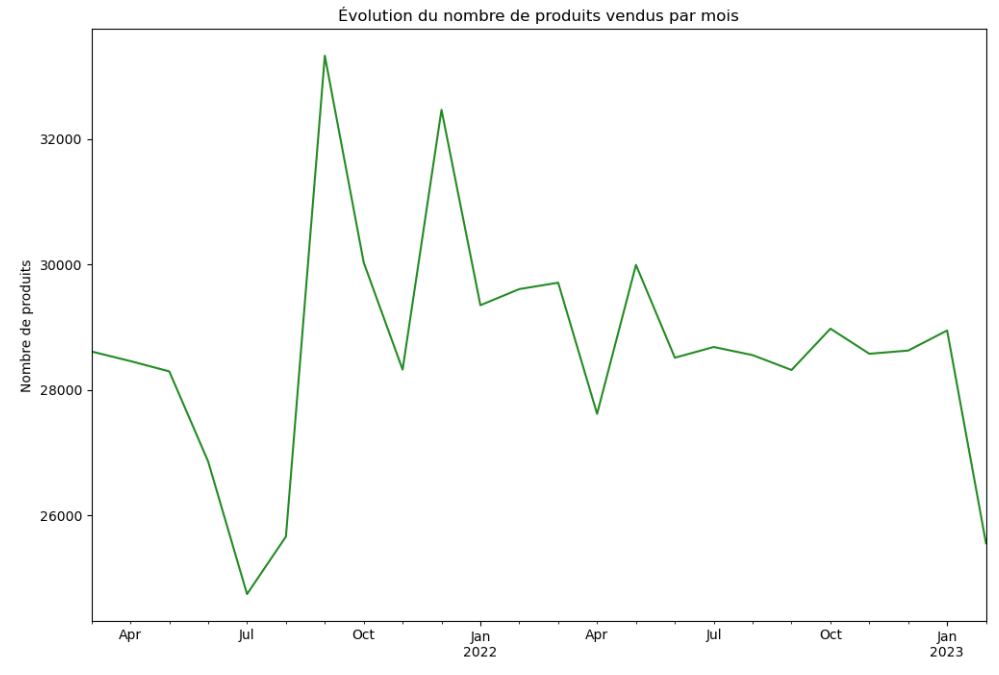 Évolution du nombre de produits vendus par mois
Nombre de produits
32000
30000
28000
26000
Apr Jul Oct Jan Apr Jul Oct Jan
2022 2023